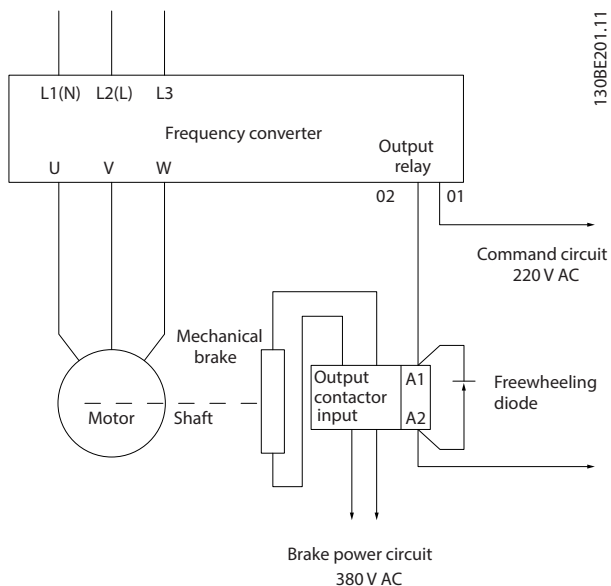 130BE201.11
L1(N) L2(L) L3
Frequency converter
Output
relay
U V W
02 01
Command circuit
220 V AC
Mechanical
brake
Output
contactor
input
A1
A2
Freewheeling
diode
Motor Shaft
Brake power circuit
380 V AC